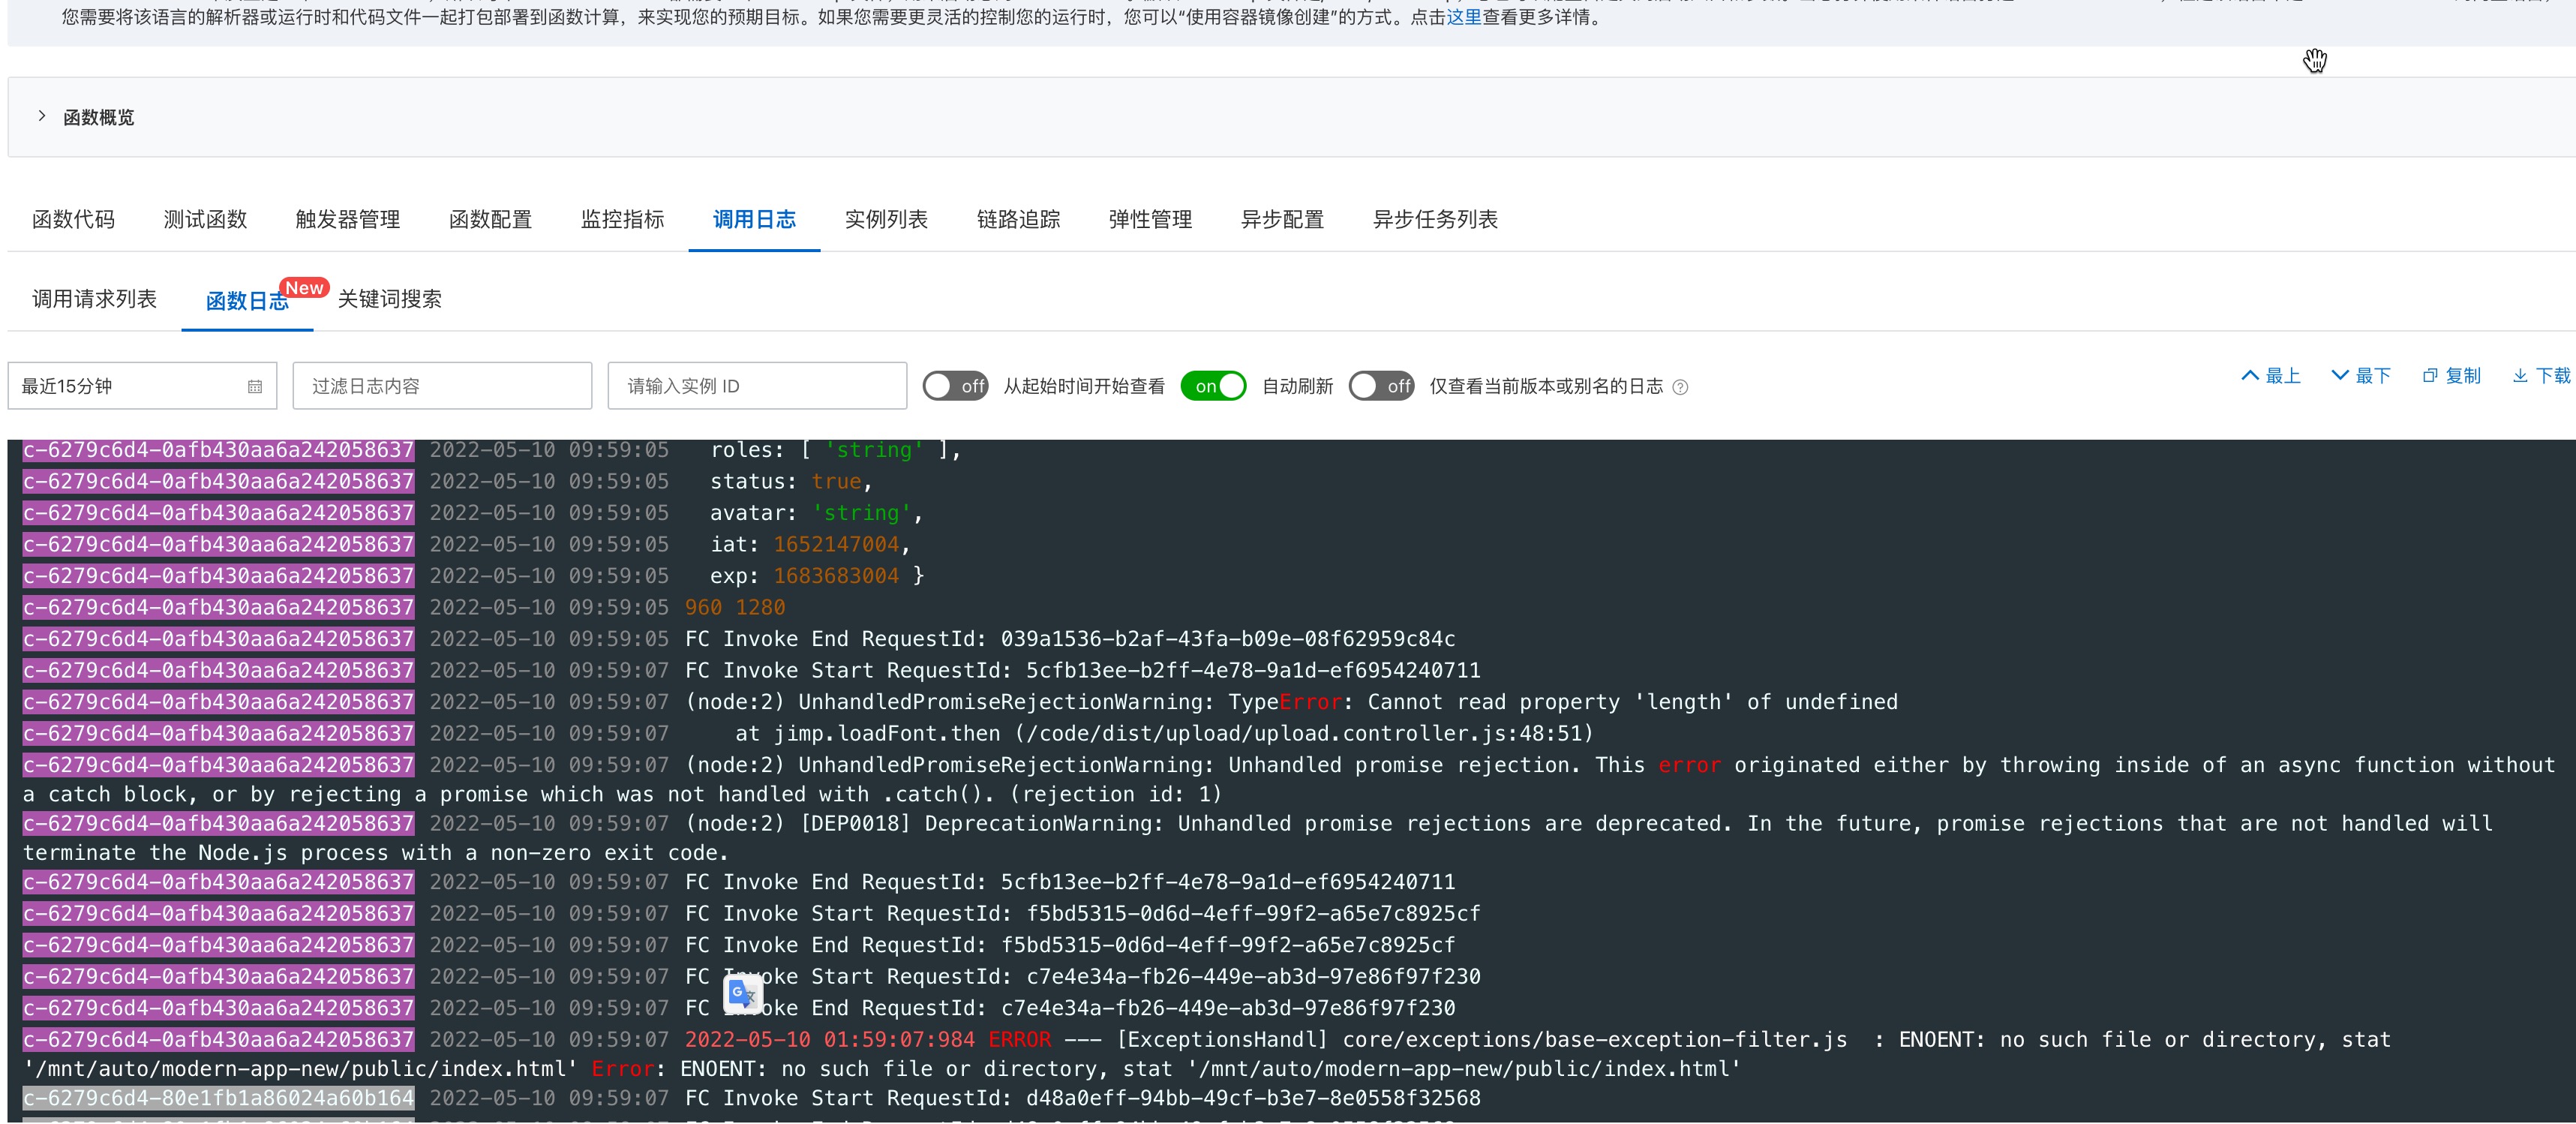 您需要将该语言的解析器或运行时和代码文件一起打包部署到函数计算，来实现您的预期目标。如果您需要更灵活的控制您的运行时，您可以“使用容器镜像创建”的方式。点击这里查看更多详情。
函数概览
函数代码 测试函数 触发器管理 函数配置 监控指标 调用日志 实例列表 链路追踪 弹性管理 异步配置 异步任务列表
调用请求列表 函数日志 New 关键词搜索
最近15分钟 过滤日志内容 请输入实例 ID off 从起始时间开始查看 on 自动刷新 off 仅查看当前版本或别名的日志 最上 最下 复制 下载
c-6279c6d4-0afb430aa6a242058637 2022-05-10 09:59:05 roles: [ 'string' ],
c-6279c6d4-0afb430aa6a242058637 2022-05-10 09:59:05 status: true,
c-6279c6d4-0afb430aa6a242058637 2022-05-10 09:59:05 avatar: 'string',
c-6279c6d4-0afb430aa6a242058637 2022-05-10 09:59:05 iat: 1652147004,
c-6279c6d4-0afb430aa6a242058637 2022-05-10 09:59:05 exp: 1683683004 }
c-6279c6d4-0afb430aa6a242058637 2022-05-10 09:59:05 960 1280
c-6279c6d4-0afb430aa6a242058637 2022-05-10 09:59:05 FC Invoke End RequestId: 039a1536-b2af-43fa-b09e-08f62959c84c
c-6279c6d4-0afb430aa6a242058637 2022-05-10 09:59:07 FC Invoke Start RequestId: 5cfb13ee-b2ff-4e78-9a1d-ef6954240711
c-6279c6d4-0afb430aa6a242058637 2022-05-10 09:59:07 (node:2) UnhandledPromiseRejectionWarning: TypeError: Cannot read property 'length' of undefined
c-6279c6d4-0afb430aa6a242058637 2022-05-10 09:59:07 at jimp.loadFont.then (/code/dist/upload/upload.controller.js:48:51)
c-6279c6d4-0afb430aa6a242058637 2022-05-10 09:59:07 (node:2) UnhandledPromiseRejectionWarning: Unhandled promise rejection. This error originated either by throwing inside of an async function without
a catch block, or by rejecting a promise which was not handled with .catch(). (rejection id: 1)
c-6279c6d4-0afb430aa6a242058637 2022-05-10 09:59:07 (node:2) [DEP0018] DeprecationWarning: Unhandled promise rejections are deprecated. In the future, promise rejections that are not handled will
terminate the Node.js process with a non-zero exit code.
c-6279c6d4-0afb430aa6a242058637 2022-05-10 09:59:07 FC Invoke End RequestId: 5cfb13ee-b2ff-4e78-9a1d-ef6954240711
c-6279c6d4-0afb430aa6a242058637 2022-05-10 09:59:07 FC Invoke Start RequestId: f5bd5315-0d6d-4eff-99f2-a65e7c8925cf
c-6279c6d4-0afb430aa6a242058637 2022-05-10 09:59:07 FC Invoke End RequestId: f5bd5315-0d6d-4eff-99f2-a65e7c8925cf
c-6279c6d4-0afb430aa6a242058637 2022-05-10 09:59:07 FC Invoke Start RequestId: c7e4e34a-fb26-449e-ab3d-97e86f97f230
c-6279c6d4-0afb430aa6a242058637 2022-05-10 09:59:07 FC Invoke End RequestId: c7e4e34a-fb26-449e-ab3d-97e86f97f230
c-6279c6d4-0afb430aa6a242058637 2022-05-10 09:59:07 2022-05-10 01:59:07:984 ERROR --- [ExceptionsHandl] core/exceptions/base-exception-filter.js : ENOENT: no such file or directory, stat
'/mnt/auto/modern-app-new/public/index.html' Error: ENOENT: no such file or directory, stat '/mnt/auto/modern-app-new/public/index.html'
c-6279c6d4-80e1fb1a86024a60b164 2022-05-10 09:59:07 FC Invoke Start RequestId: d48a0eff-94bb-49cf-b3e7-8e0558f32568